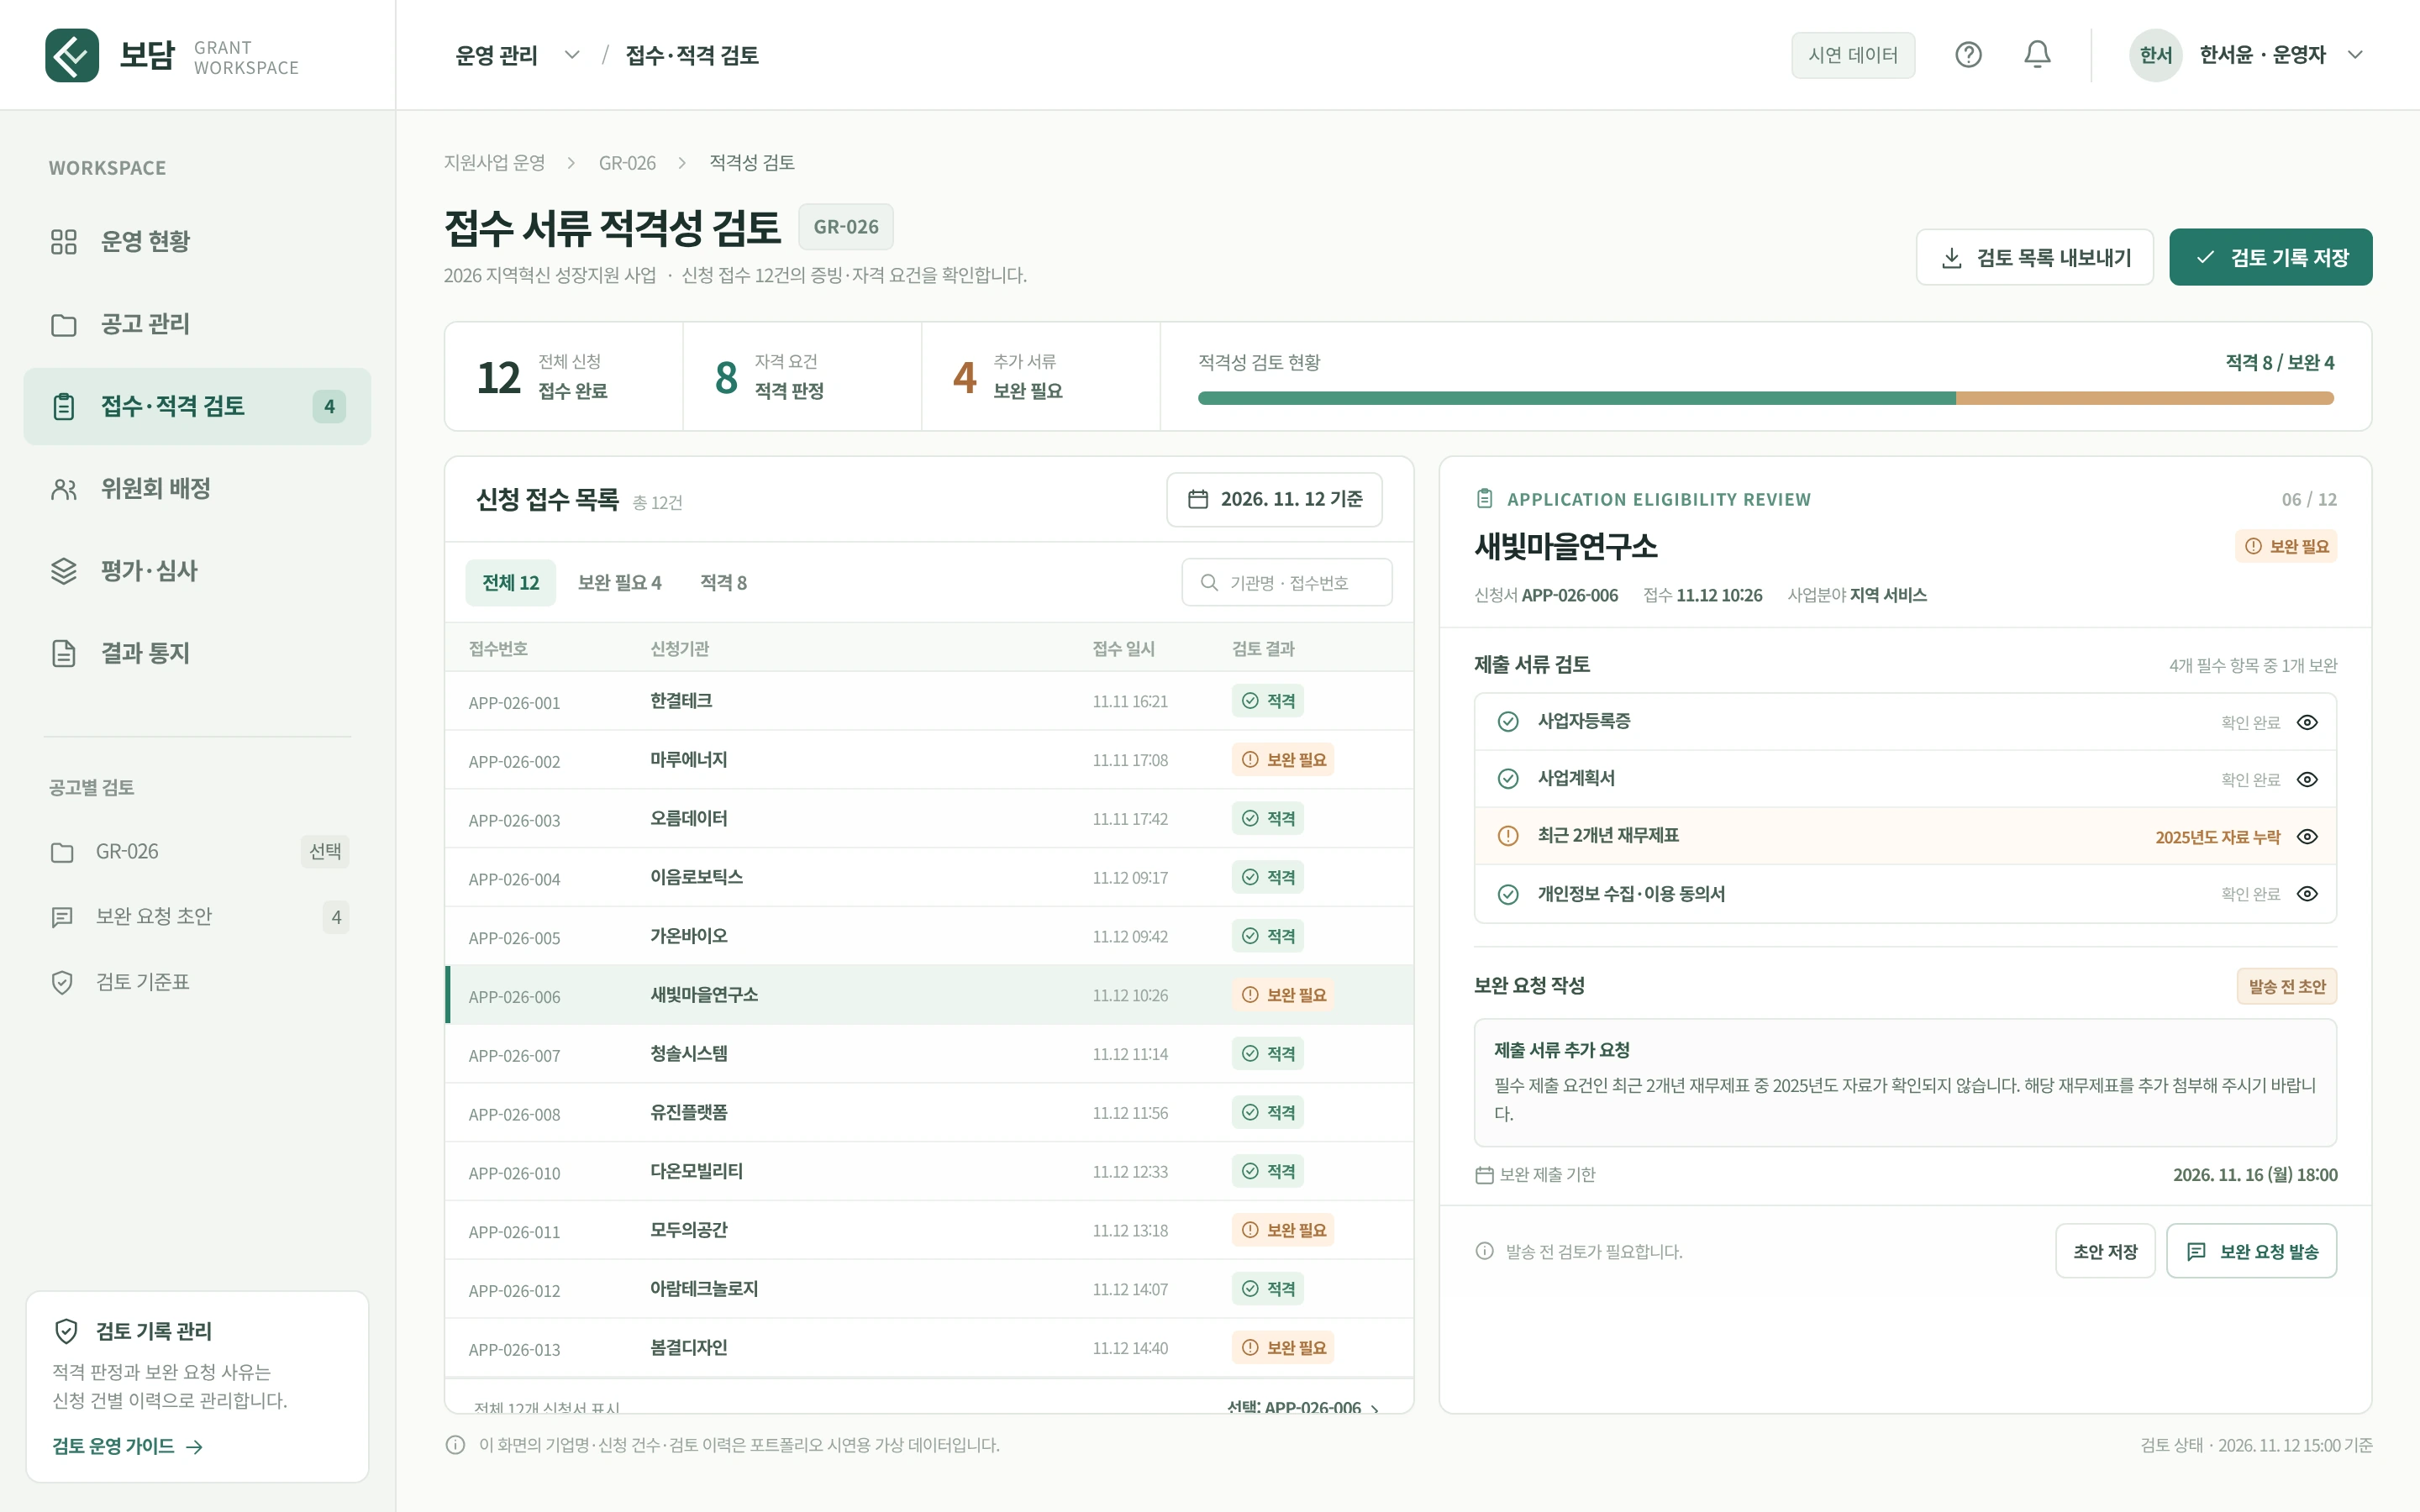 보담
GRANT
WORKSPACE
운영 관리 / 접수·적격 검토
시연 데이터
한서
한서윤 · 운영자
WORKSPACE
운영 현황
공고 관리
접수·적격 검토 4
위원회 배정
평가·심사
결과 통지
공고별 검토
GR-026 선택
보완 요청 초안 4
검토 기준표
검토 기록 관리
적격 판정과 보완 요청 사유는
신청 건별 이력으로 관리합니다.
검토 운영 가이드 →
지원사업 운영 > GR-026 > 적격성 검토
접수 서류 적격성 검토 GR-026
2026 지역혁신 성장지원 사업 · 신청 접수 12건의 증빙·자격 요건을 확인합니다.
검토 목록 내보내기
검토 기록 저장
12 전체 신청 접수 완료
8 자격 요건 적격 판정
4 추가 서류 보완 필요
적격성 검토 현황 적격 8 / 보완 4
신청 접수 목록 총 12건
2026. 11. 12 기준
전체 12 보완 필요 4 적격 8
기관명 · 접수번호
접수번호 신청기관 접수 일시 검토 결과
APP-026-001 한결테크 11.11 16:21 적격
APP-026-002 마루에너지 11.11 17:08 보완 필요
APP-026-003 오름데이터 11.11 17:42 적격
APP-026-004 이음로보틱스 11.12 09:17 적격
APP-026-005 가온바이오 11.12 09:42 적격
APP-026-006 새빛마을연구소 11.12 10:26 보완 필요
APP-026-007 청솔시스템 11.12 11:14 적격
APP-026-008 유진플랫폼 11.12 11:56 적격
APP-026-010 다온모빌리티 11.12 12:33 적격
APP-026-011 모두의공간 11.12 13:18 보완 필요
APP-026-012 아람테크놀로지 11.12 14:07 적격
APP-026-013 봄결디자인 11.12 14:40 보완 필요
전체 12개 신청서 표시 선택: APP-026-006 >
APPLICATION ELIGIBILITY REVIEW 06 / 12
새빛마을연구소 보완 필요
신청서 APP-026-006 접수 11.12 10:26 사업분야 지역 서비스
제출 서류 검토 4개 필수 항목 중 1개 보완
사업자등록증 확인 완료
사업계획서 확인 완료
최근 2개년 재무제표 2025년도 자료 누락
개인정보 수집·이용 동의서 확인 완료
보완 요청 작성 발송 전 초안
제출 서류 추가 요청
필수 제출 요건인 최근 2개년 재무제표 중 2025년도 자료가 확인되지 않습니다. 해당 재무제표를 추가 첨부해 주시기 바랍니
다.
보완 제출 기한 2026. 11. 16 (월) 18:00
발송 전 검토가 필요합니다.
초안 저장
보완 요청 발송
이 화면의 기업명·신청 건수·검토 이력은 포트폴리오 시연용 가상 데이터입니다.
검토 상태 · 2026. 11. 12 15:00 기준